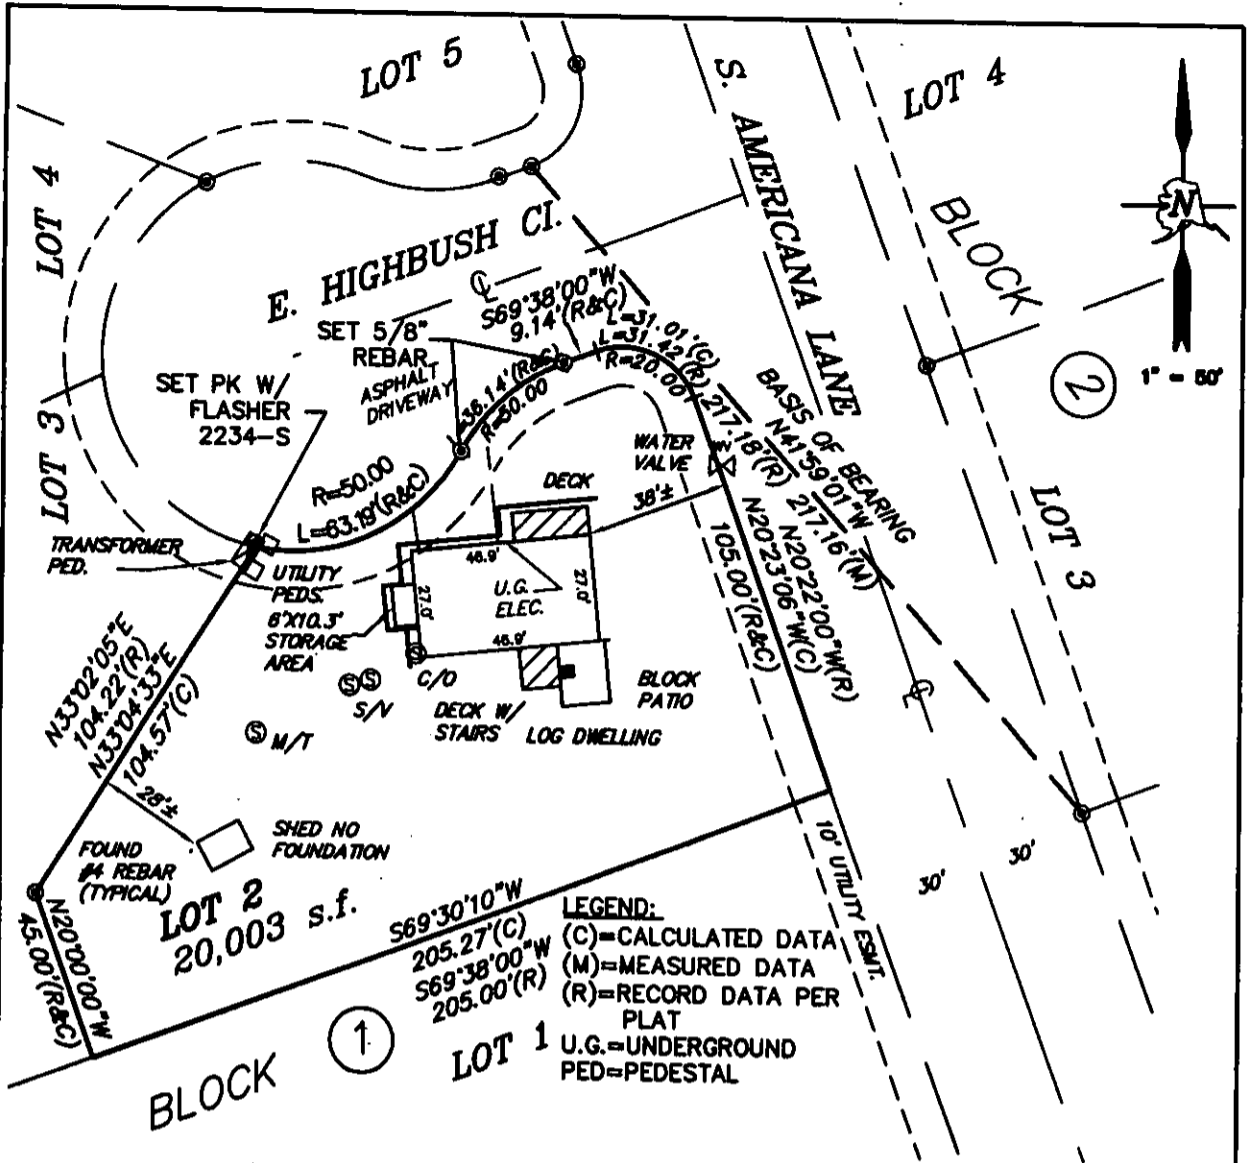 LOT 5
LOT 4
S. AMERICANA LANE
LOT 4
BLOCK
2
N
1" = 50'
E. HIGHBUSH CI.
CL
S69°38'00"W
9.14'(R&C)
L=31.01'(C)
L=31.42'(R)
R=20.00'
SET 5/8"
REBAR
ASPHALT
DRIVEWAY
=36.14'(R&C)
R=50.00
SET PK W/
FLASHER
2234-S
LOT 3
R=50.00
L=63.19'(R&C)
BASIS OF BEARING
N41°59'01"W
217.18'(R) 217.16'(M)
WATER
VALVE
WV
DECK
38'±
N20°22'00"W(R)
N20°23'06"W(C)
105.00'(R&C)
LOT 3
TRANSFORMER
PED.
UTILITY
PEDS.
6'X10.3'
STORAGE
AREA
46.9'
27.0'
U.G.
ELEC.
27.0'
46.9'
C/O
S S
S/V
S M/T
DECK W/
STAIRS
LOG DWELLING
BLOCK
PATIO
CL
N33°02'05"E
104.22'(R)
N33°04'33"E
104.57'(C)
28'±
SHED NO
FOUNDATION
FOUND
#4 REBAR
(TYPICAL)
LOT 2
20,003 s.f.
N20°00'00"W
45.00'(R&C)
S69°30'10"W
205.27'(C)
S69°38'00"W
205.00'(R)
10' UTILITY ESMT.
30'
30'
LEGEND:
(C)=CALCULATED DATA
(M)=MEASURED DATA
(R)=RECORD DATA PER
PLAT
U.G.=UNDERGROUND
PED=PEDESTAL
BLOCK
1
LOT 1